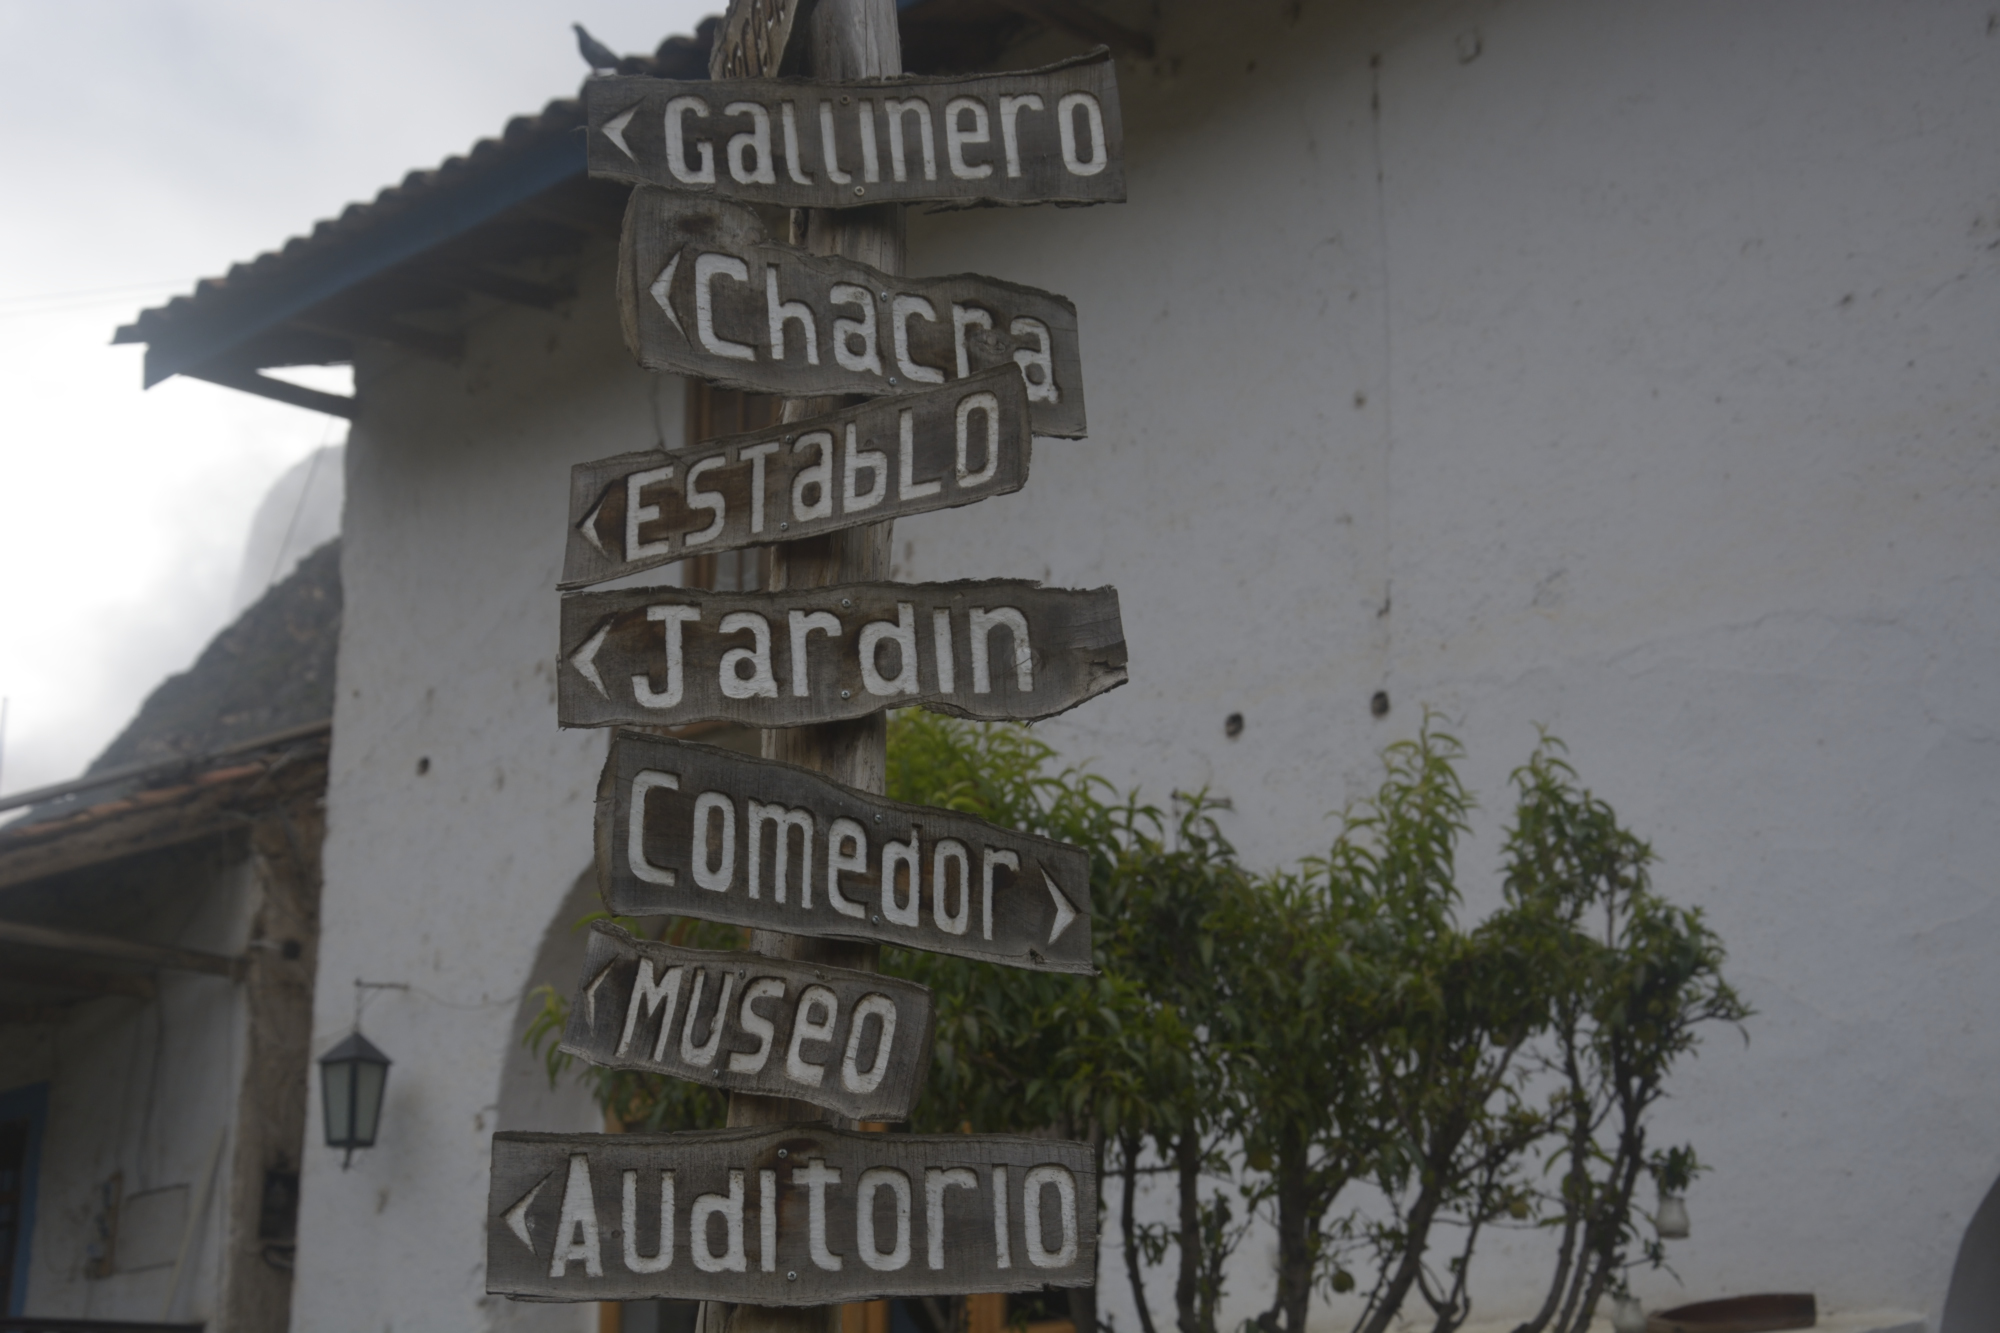 Gallinero
Chacra
Establo
Jardin
Comedor
Museo
Auditorio